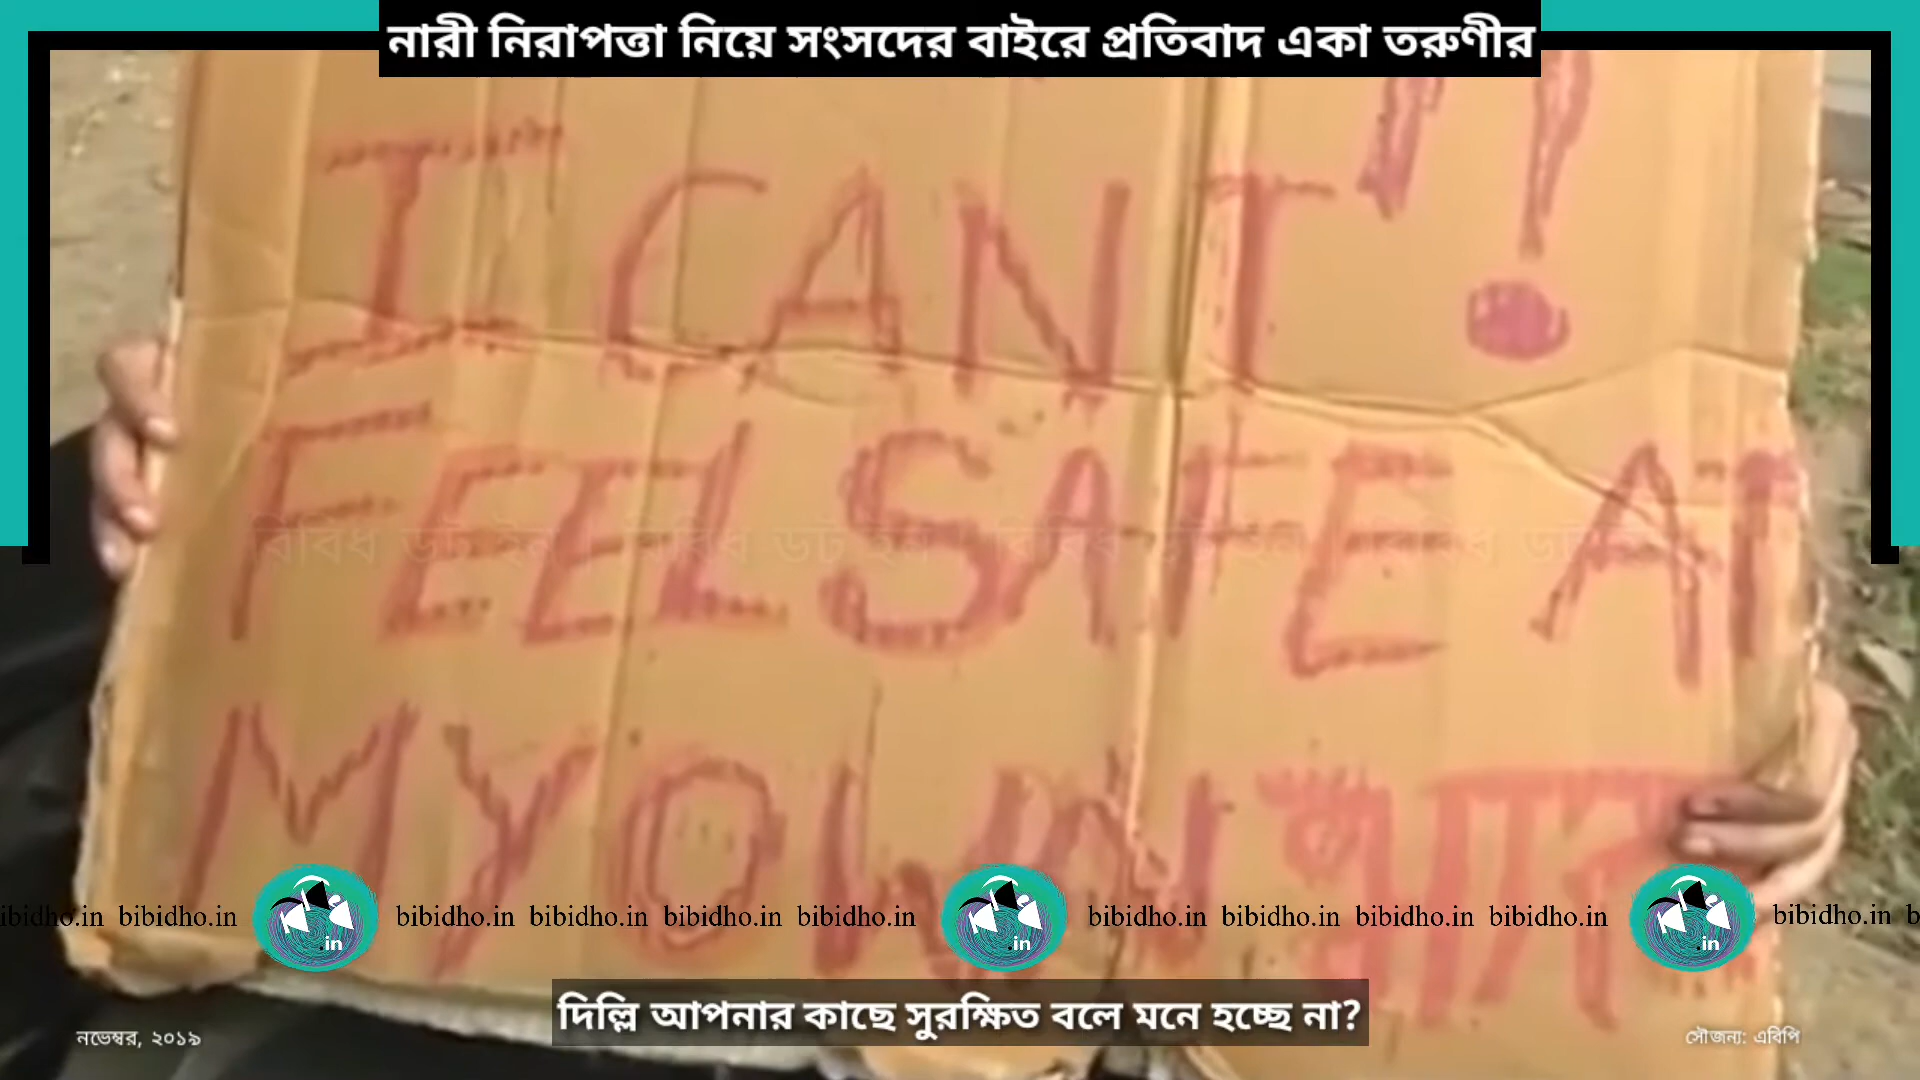 নারী নিরাপত্তা নিয়ে সংসদের বাইরে প্রতিবাদ একা তরুণীর
I CAN'T !
FEEL SAFE AT
MY OWN
bibidho.in bibidho.in bibidho.in bibidho.in bibidho.in bibidho.in bibidho.in bibidho.in bibidho.in bibidho.in
.in .in .in
দিল্লি আপনার কাছে সুরক্ষিত বলে মনে হচ্ছে না?
নভেম্বর, ২০১৯
সৌজন্য: এবিপি